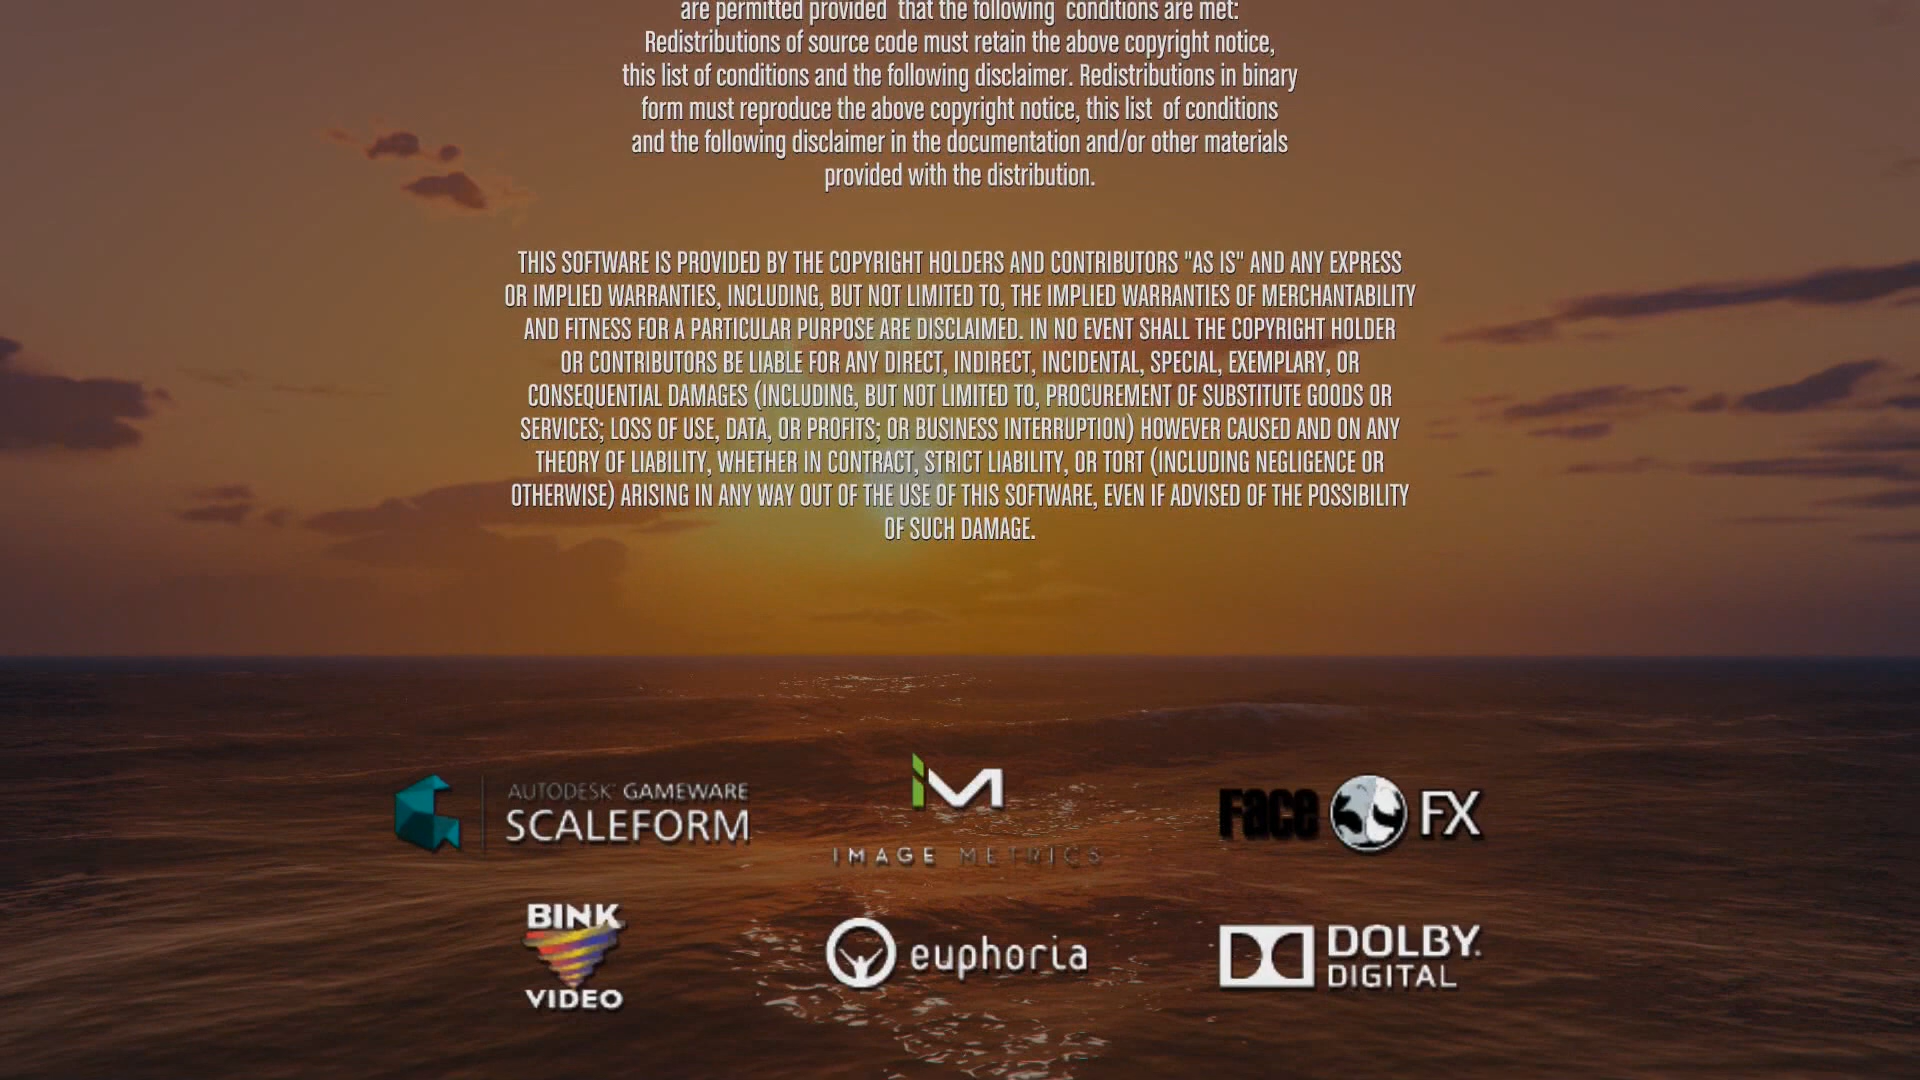 are permitted provided that the following conditions are met:
Redistributions of source code must retain the above copyright notice,
this list of conditions and the following disclaimer. Redistributions in binary
form must reproduce the above copyright notice, this list of conditions
and the following disclaimer in the documentation and/or other materials
provided with the distribution.
THIS SOFTWARE IS PROVIDED BY THE COPYRIGHT HOLDERS AND CONTRIBUTORS "AS IS" AND ANY EXPRESS
OR IMPLIED WARRANTIES, INCLUDING, BUT NOT LIMITED TO, THE IMPLIED WARRANTIES OF MERCHANTABILITY
AND FITNESS FOR A PARTICULAR PURPOSE ARE DISCLAIMED. IN NO EVENT SHALL THE COPYRIGHT HOLDER
OR CONTRIBUTORS BE LIABLE FOR ANY DIRECT, INDIRECT, INCIDENTAL, SPECIAL, EXEMPLARY, OR
CONSEQUENTIAL DAMAGES (INCLUDING, BUT NOT LIMITED TO, PROCUREMENT OF SUBSTITUTE GOODS OR
SERVICES; LOSS OF USE, DATA, OR PROFITS; OR BUSINESS INTERRUPTION) HOWEVER CAUSED AND ON ANY
THEORY OF LIABILITY, WHETHER IN CONTRACT, STRICT LIABILITY, OR TORT (INCLUDING NEGLIGENCE OR
OTHERWISE) ARISING IN ANY WAY OUT OF THE USE OF THIS SOFTWARE, EVEN IF ADVISED OF THE POSSIBILITY
OF SUCH DAMAGE.
AUTODESK GAMEWARE
SCALEFORM
iM
IMAGE METRICS
Face FX
BINK
VIDEO
euphoria
DOLBY
DIGITAL